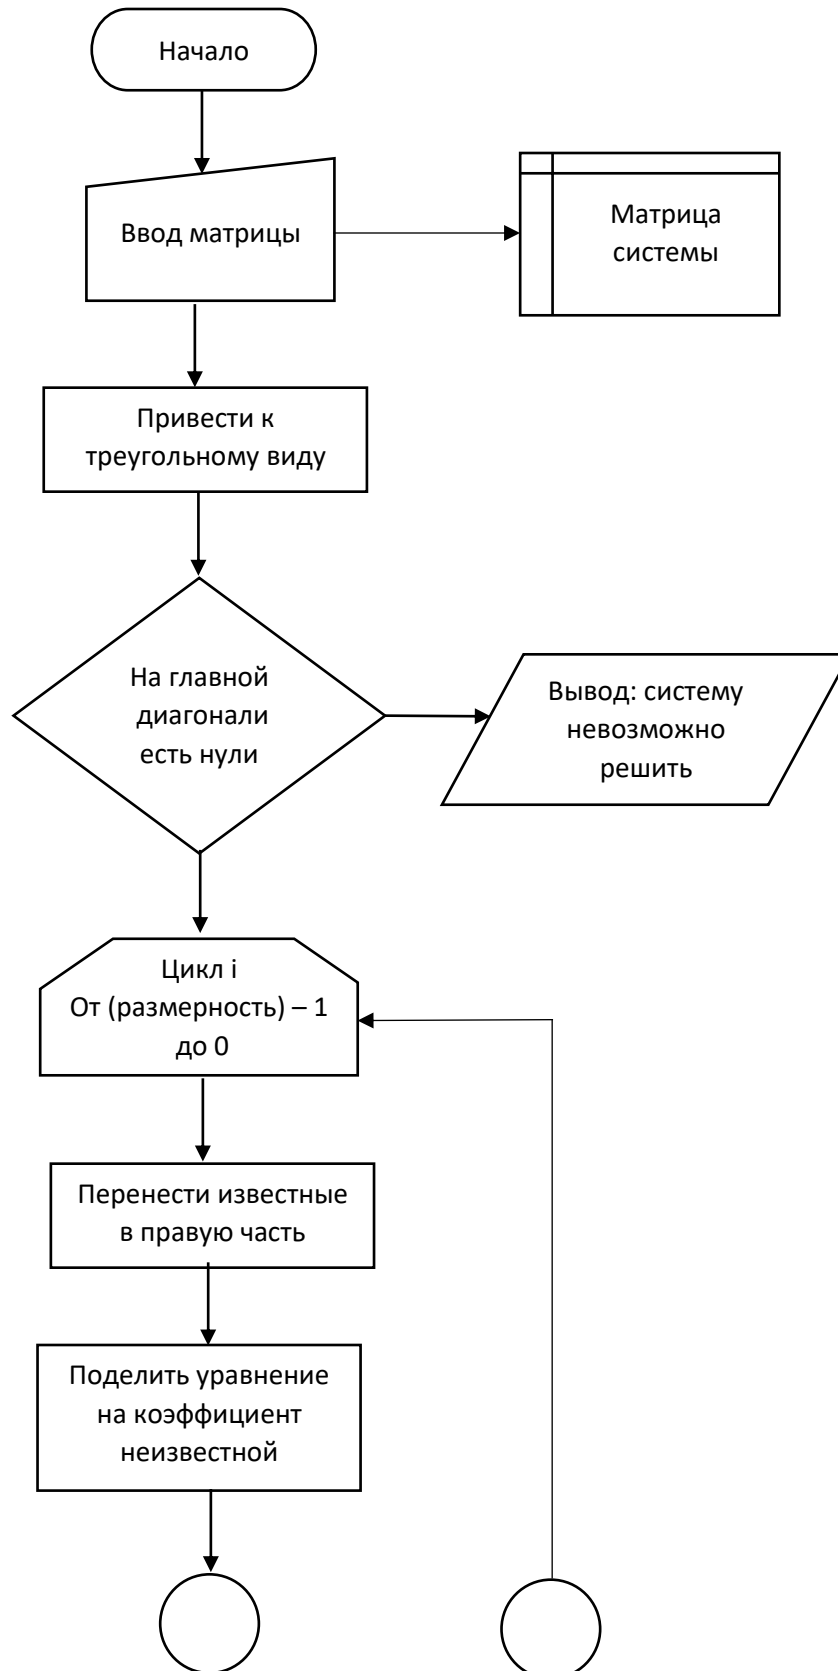 Начало
Ввод матрицы
Матрица
системы
Привести к
треугольному виду
На главной
диагонали
есть нули
Вывод: систему
невозможно
решить
Цикл i
От (размерность) – 1
до 0
Перенести известные
в правую часть
Поделить уравнение
на коэффициент
неизвестной